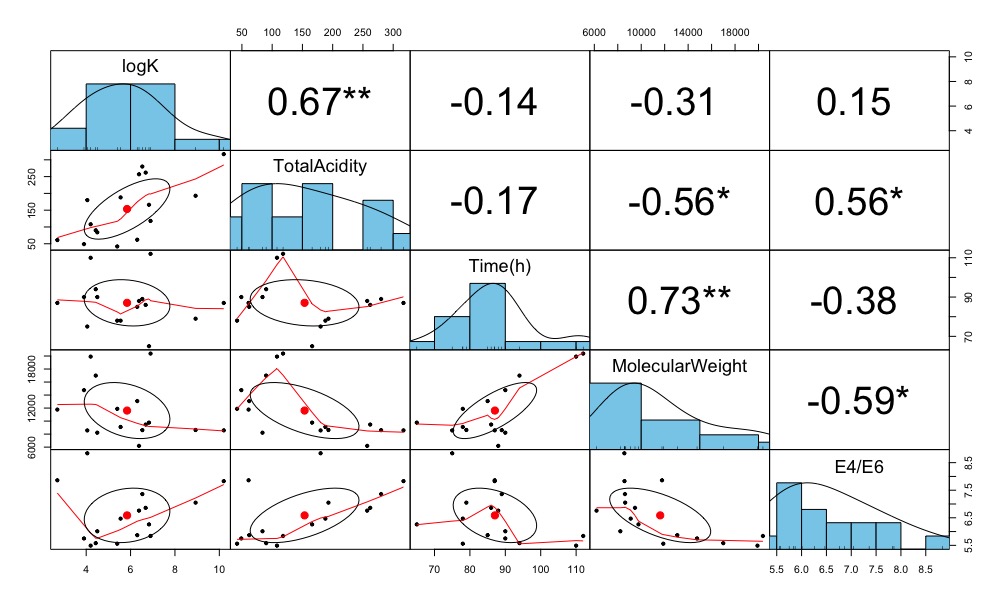 50 100 150 200 250 300
6000 10000 14000 18000
logK
0.67**
-0.14
-0.31
0.15
4 6 8 10
50 150 250
TotalAcidity
-0.17
-0.56*
0.56*
Time(h)
0.73**
-0.38
70 90 110
6000 12000 18000
MolecularWeight
-0.59*
E4/E6
5.5 6.5 7.5 8.5
4 6 8 10
70 80 90 100 110
5.5 6.0 6.5 7.0 7.5 8.0 8.5